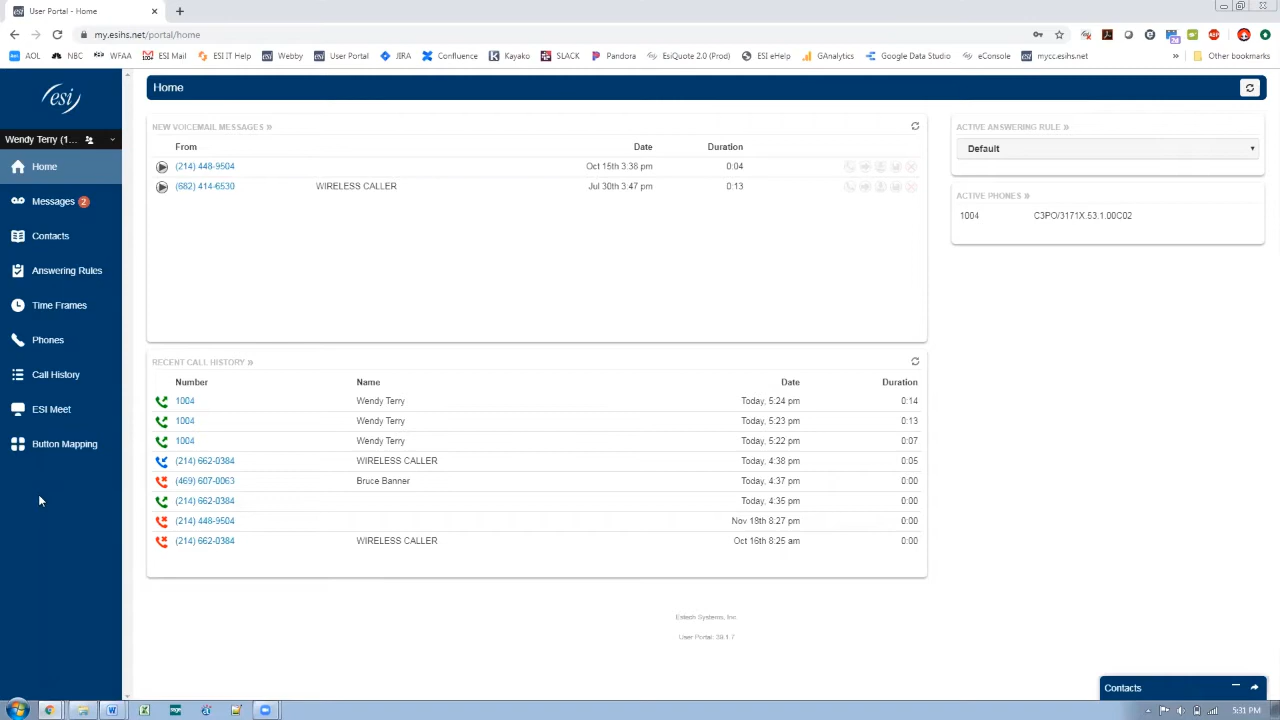 esi User Portal - Home
my.esihs.net/portal/home
AOL NBC WFAA ESI Mail ESI IT Help Webby User Portal JIRA Confluence Kayako SLACK Pandora EsiQuote 2.0 (Prod) ESI eHelp GAnalytics Google Data Studio eConsole mycc.esihs.net » Other bookmarks
esi
Wendy Terry (1...
Home
Messages 2
Contacts
Answering Rules
Time Frames
Phones
Call History
ESI Meet
Button Mapping
Home
NEW VOICEMAIL MESSAGES »
From Date Duration
(214) 448-9504 Oct 15th 3:38 pm 0:04
(682) 414-6530 WIRELESS CALLER Jul 30th 3:47 pm 0:13
RECENT CALL HISTORY »
Number Name Date Duration
1004 Wendy Terry Today, 5:24 pm 0:14
1004 Wendy Terry Today, 5:23 pm 0:13
1004 Wendy Terry Today, 5:22 pm 0:07
(214) 662-0384 WIRELESS CALLER Today, 4:38 pm 0:05
(469) 607-0063 Bruce Banner Today, 4:37 pm 0:00
(214) 662-0384 Today, 4:35 pm 0:00
(214) 448-9504 Nov 18th 8:27 pm 0:00
(214) 662-0384 WIRELESS CALLER Oct 16th 8:25 am 0:00
ACTIVE ANSWERING RULE »
Default
ACTIVE PHONES »
1004 C3PO/3171X.53.1.00C02
Estech Systems, Inc.
User Portal: 39.1.7
Contacts
5:31 PM